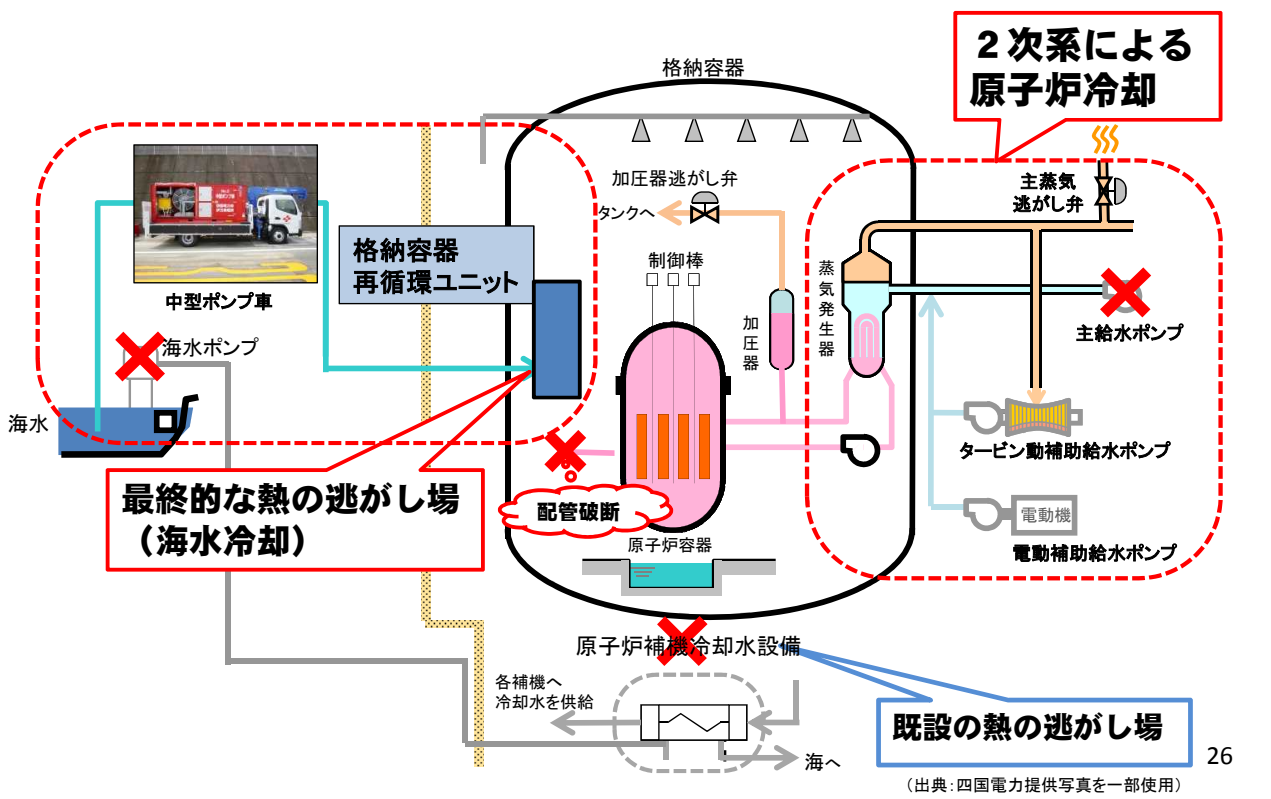 ２次系による
原子炉冷却
格納容器
加圧器逃がし弁
タンクへ
主蒸気
逃がし弁
格納容器
再循環ユニット
制御棒
蒸気発生器
加圧器
中型ポンプ車
海水ポンプ
主給水ポンプ
海水
タービン動補助給水ポンプ
最終的な熱の逃がし場
（海水冷却）
配管破断
電動機
原子炉容器
電動補助給水ポンプ
原子炉補機冷却水設備
各補機へ
冷却水を供給
既設の熱の逃がし場
海へ
26
（出典：四国電力提供写真を一部使用）